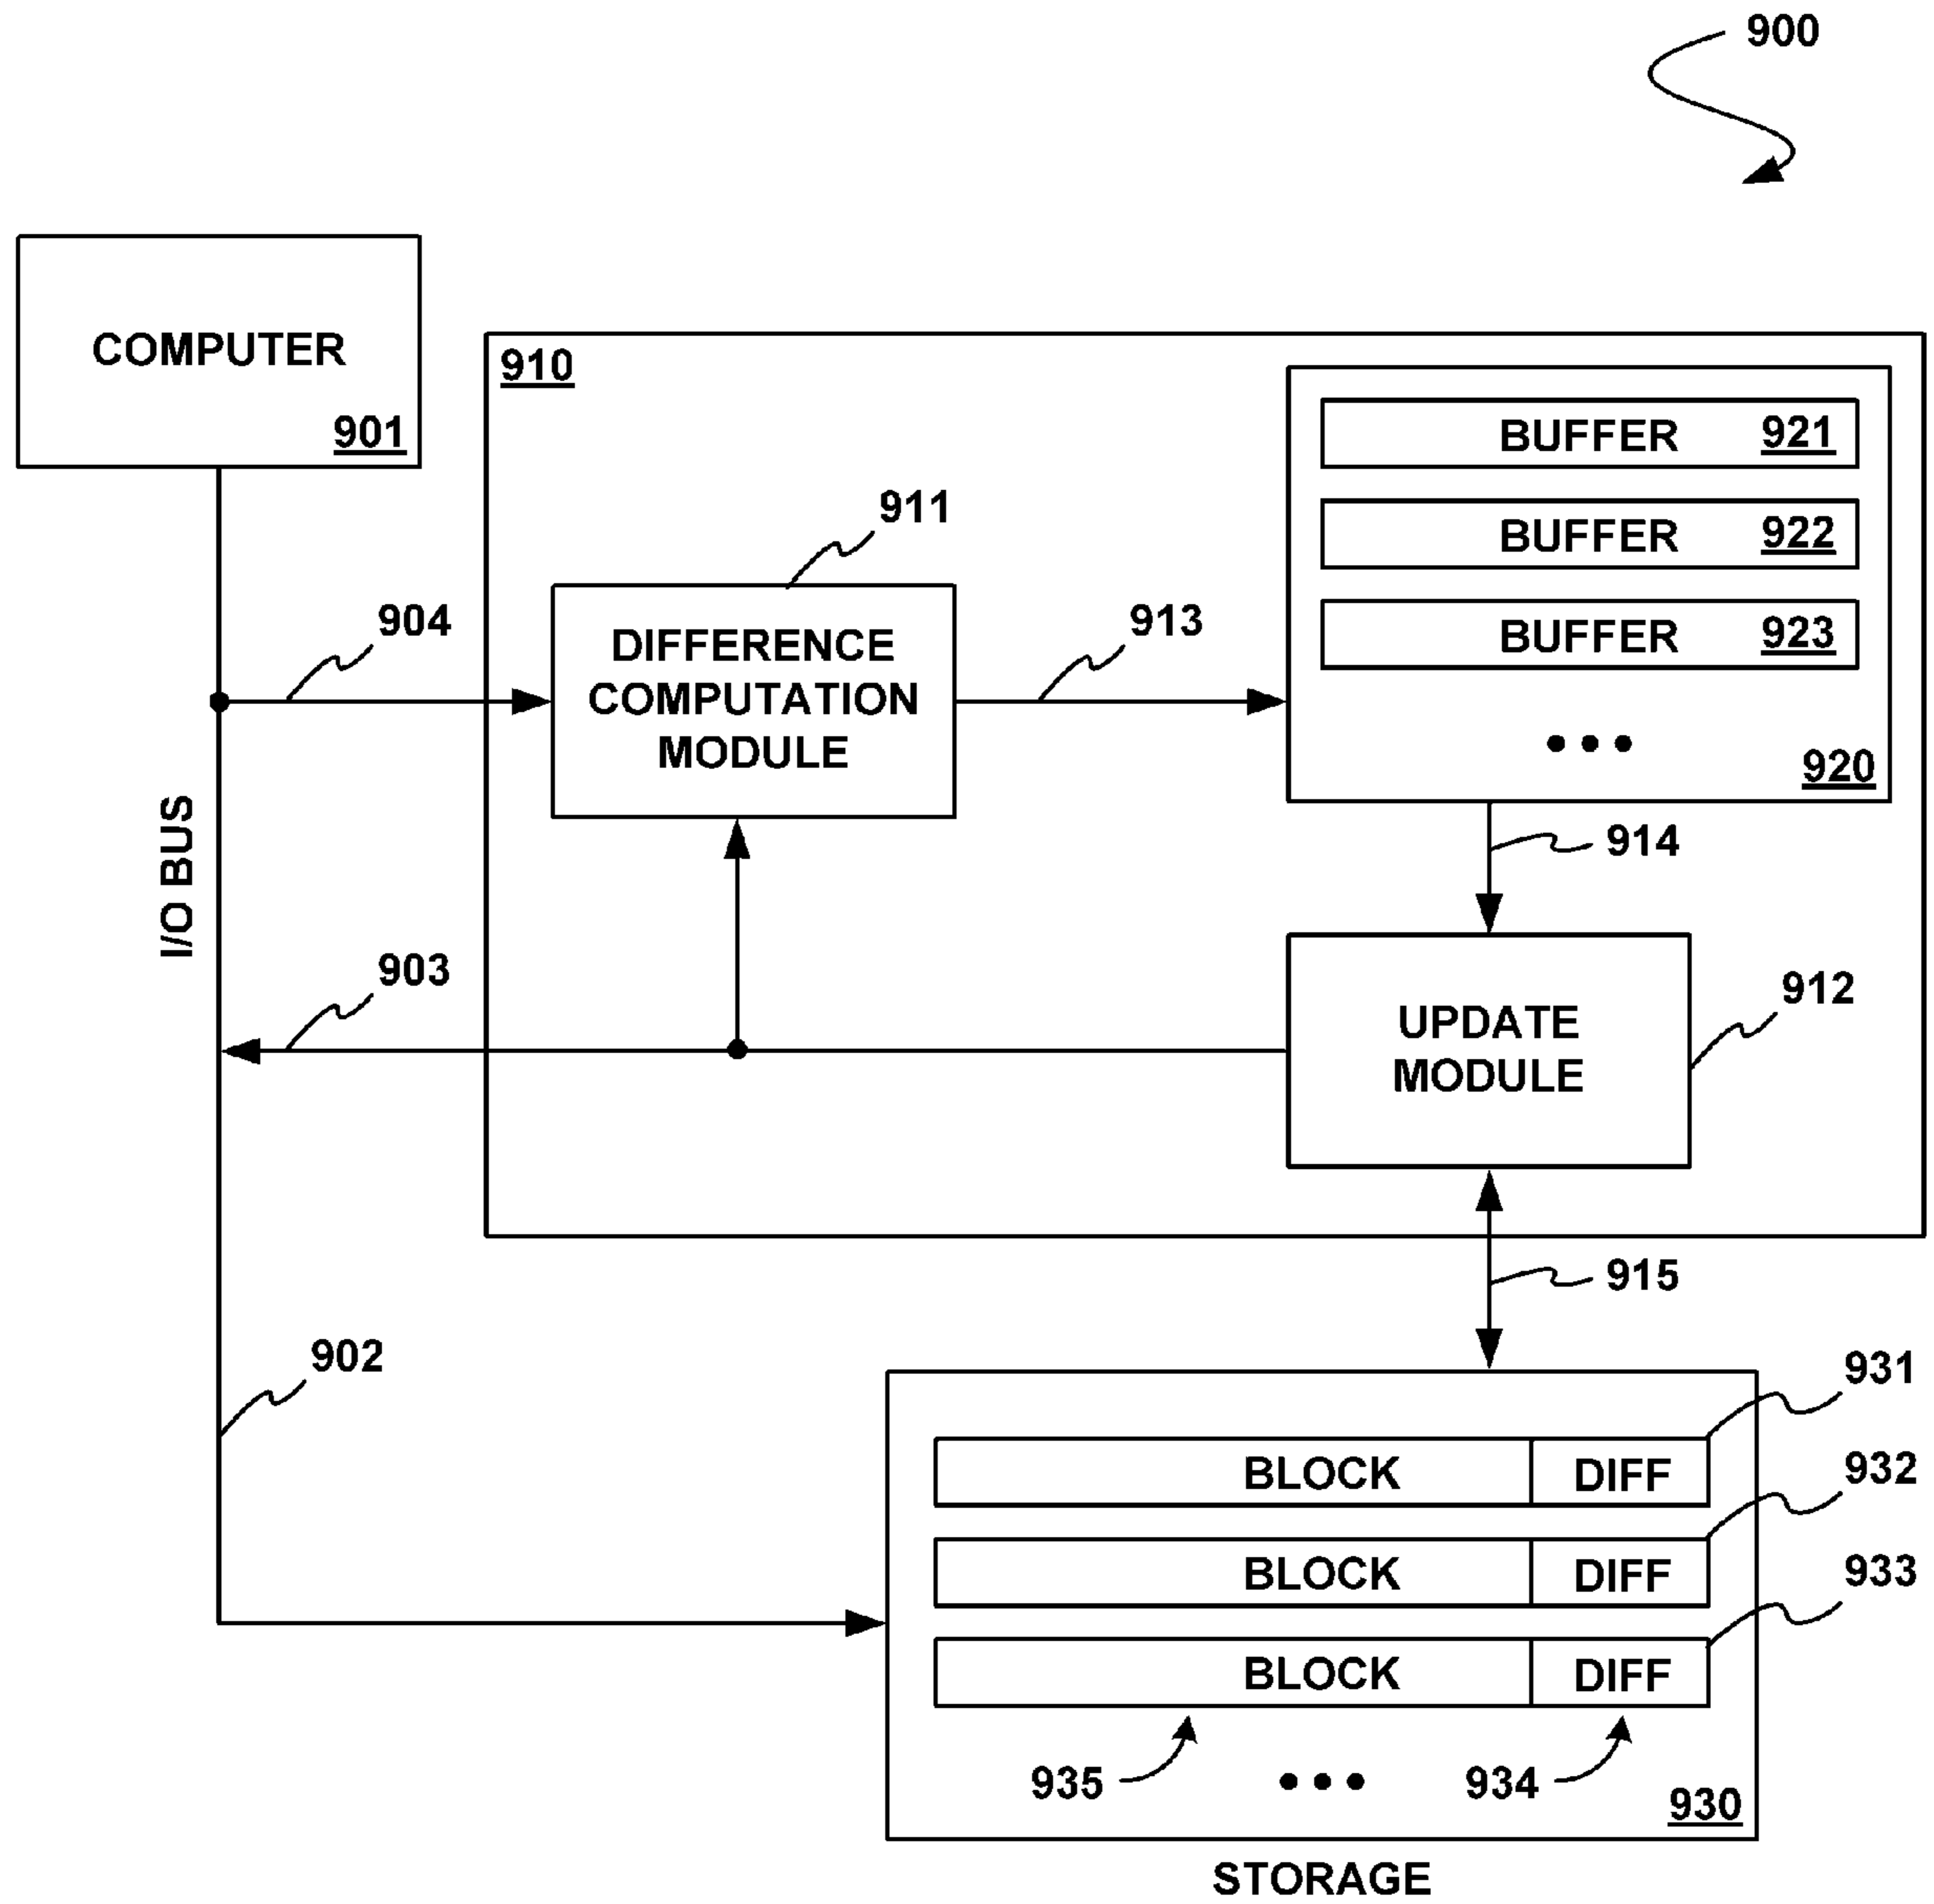 900
COMPUTER
901
910
BUFFER 921
BUFFER 922
BUFFER 923
• • •
920
911
904
DIFFERENCE
COMPUTATION
MODULE
913
I/O BUS
914
903
UPDATE
MODULE
912
915
902
931
BLOCK DIFF
932
BLOCK DIFF
933
BLOCK DIFF
935
• • •
934
930
STORAGE